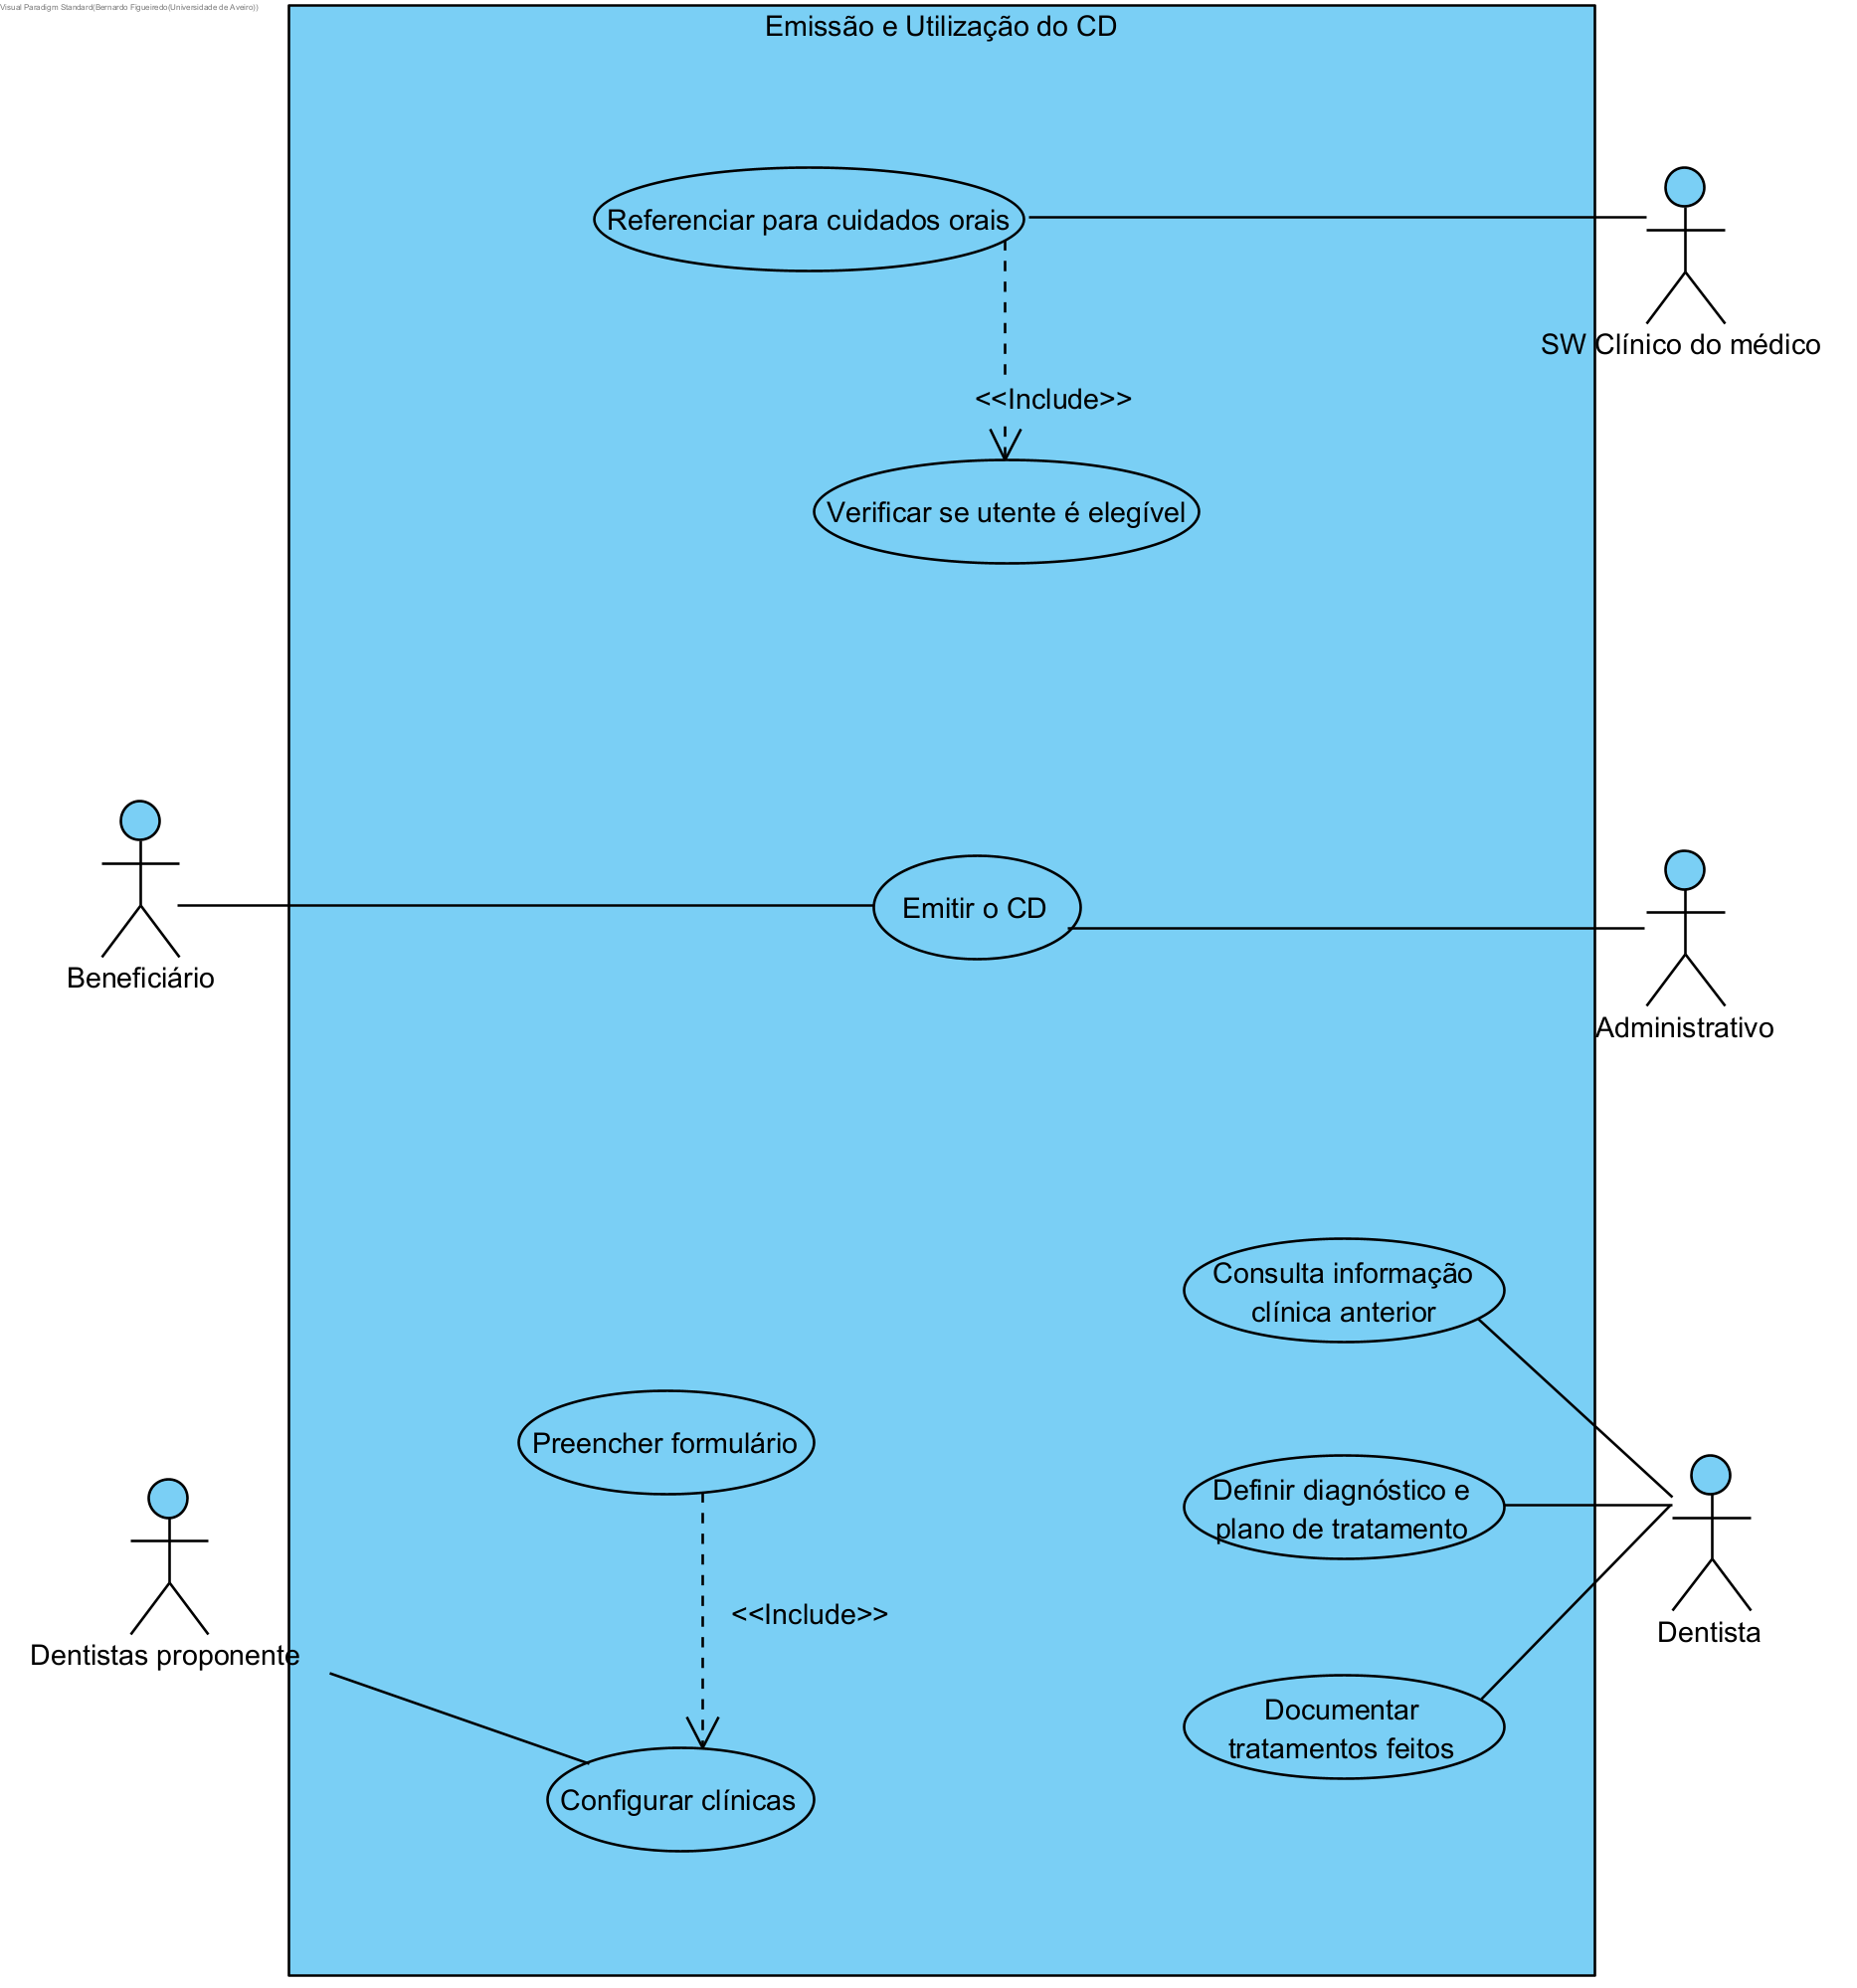 Visual Paradigm Standard(Bernardo Figueiredo(Universidade de Aveiro))
Emissão e Utilização do CD
Referenciar para cuidados orais
SW Clínico do médico
<<Include>>
Verificar se utente é elegível
Beneficiário
Emitir o CD
Administrativo
Consulta informação
clínica anterior
Preencher formulário
Definir diagnóstico e
plano de tratamento
Dentistas proponente
<<Include>>
Dentista
Documentar
tratamentos feitos
Configurar clínicas